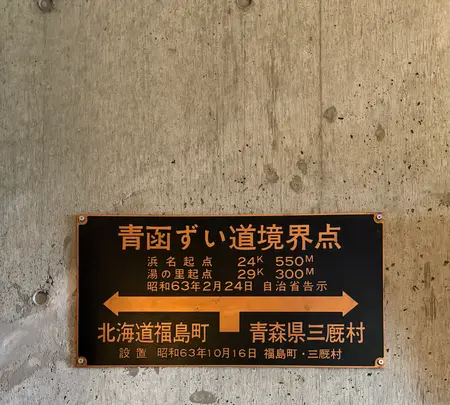 青函ずい道境界点
浜名起点 24K 550M
湯の里起点 29K 300M
昭和63年2月24日 自治省告示
北海道福島町 青森県三厩村
設置 昭和63年10月16日 福島町・三厩村